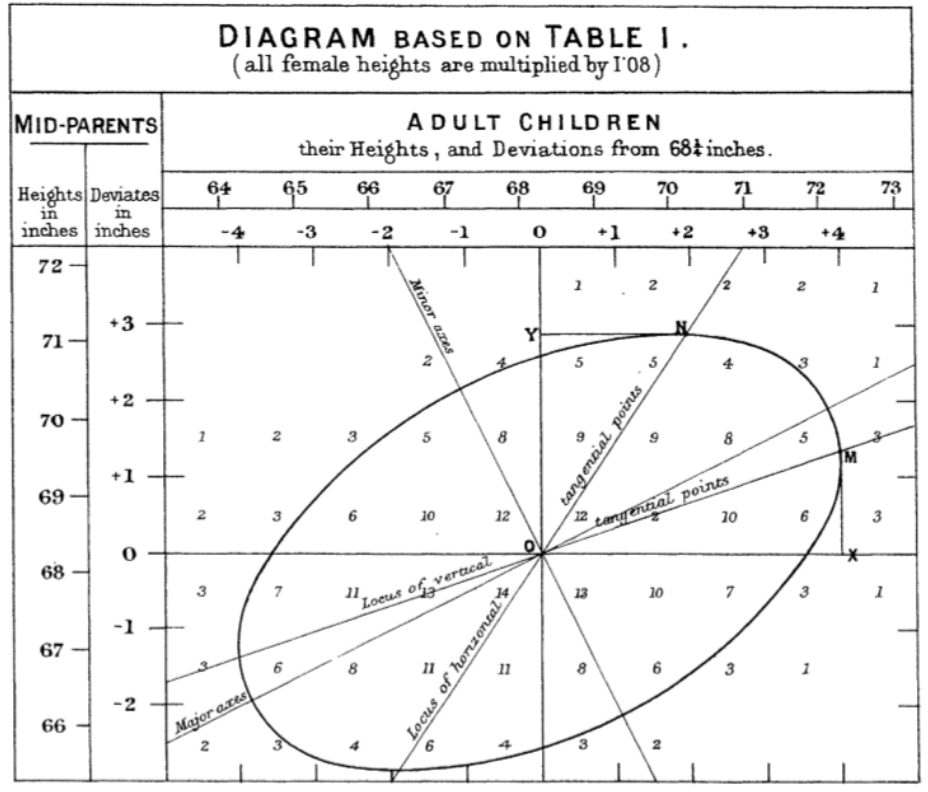 DIAGRAM BASED ON TABLE I.
(all female heights are multiplied by 1·08)
MID-PARENTS
ADULT CHILDREN
their Heights, and Deviations from 68¼ inches.
Heights in inches
Deviates in inches
64 65 66 67 68 69 70 71 72 73
-4 -3 -2 -1 0 +1 +2 +3 +4
72
1 2 2 2 1
Minor axes
+3
Y N
71
2 4 5 5 4 3 1
+2
70
1 2 3 5 8 9 9 8 5 3
tangential points
M
+1
69
2 3 6 10 12 12 2 10 6 3
tangential points
0
O
X
68
Locus of vertical
3 7 11 13 14 13 10 7 3 1
-1
67
3 6 8 11 11 8 6 3 1
Locus of horizontal
-2
Major axes
66
2 3 4 6 4 3 2